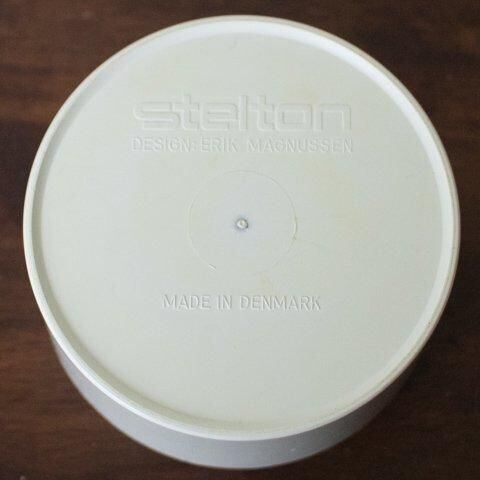 stelton
DESIGN: ERIK MAGNUSSEN
MADE IN DENMARK